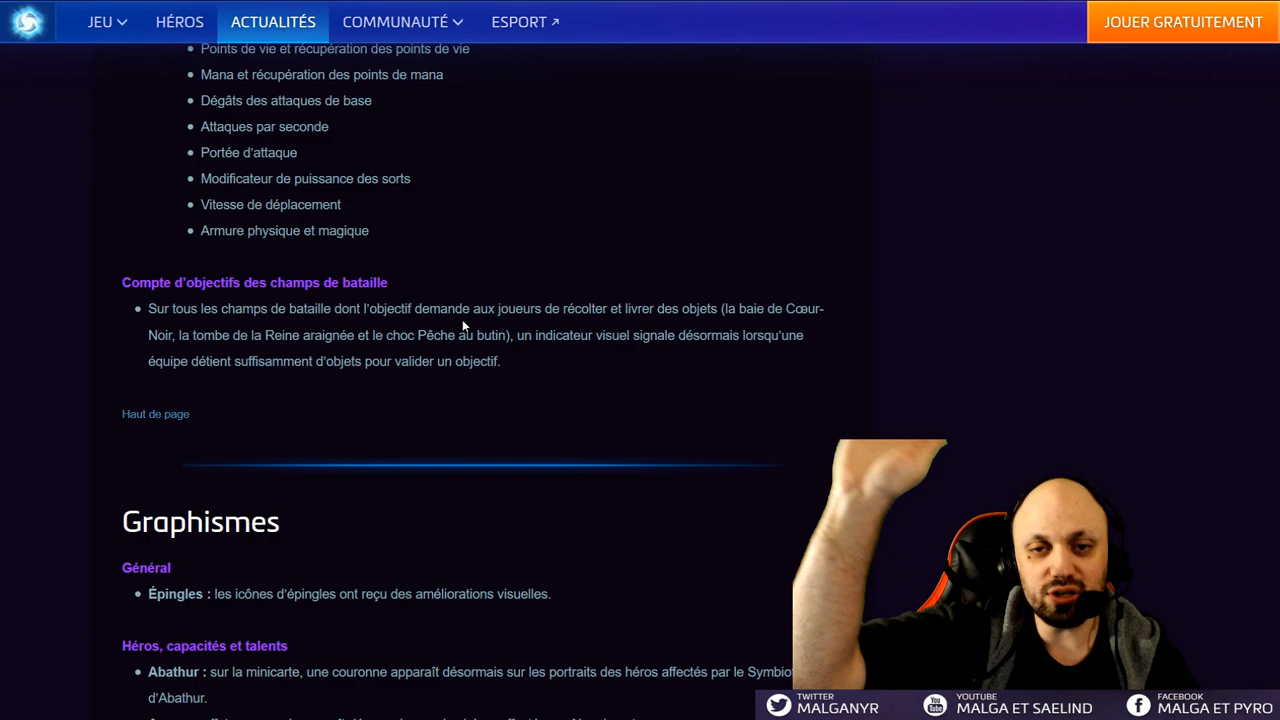 JEU HÉROS ACTUALITÉS COMMUNAUTÉ ESPORT JOUER GRATUITEMENT
Points de vie et récupération des points de vie
Mana et récupération des points de mana
Dégâts des attaques de base
Attaques par seconde
Portée d'attaque
Modificateur de puissance des sorts
Vitesse de déplacement
Armure physique et magique
Compte d'objectifs des champs de bataille
Sur tous les champs de bataille dont l'objectif demande aux joueurs de récolter et livrer des objets (la baie de Cœur-
Noir, la tombe de la Reine araignée et le choc Pêche au butin), un indicateur visuel signale désormais lorsqu'une
équipe détient suffisamment d'objets pour valider un objectif.
Haut de page
Graphismes
Général
Épingles : les icônes d'épingles ont reçu des améliorations visuelles.
Héros, capacités et talents
Abathur : sur la minicarte, une couronne apparaît désormais sur les portraits des héros affectés par le Symbio
d'Abathur.
TWITTER
MALGANYR
YOUTUBE
MALGA ET SAELIND
FACEBOOK
MALGA ET PYRO